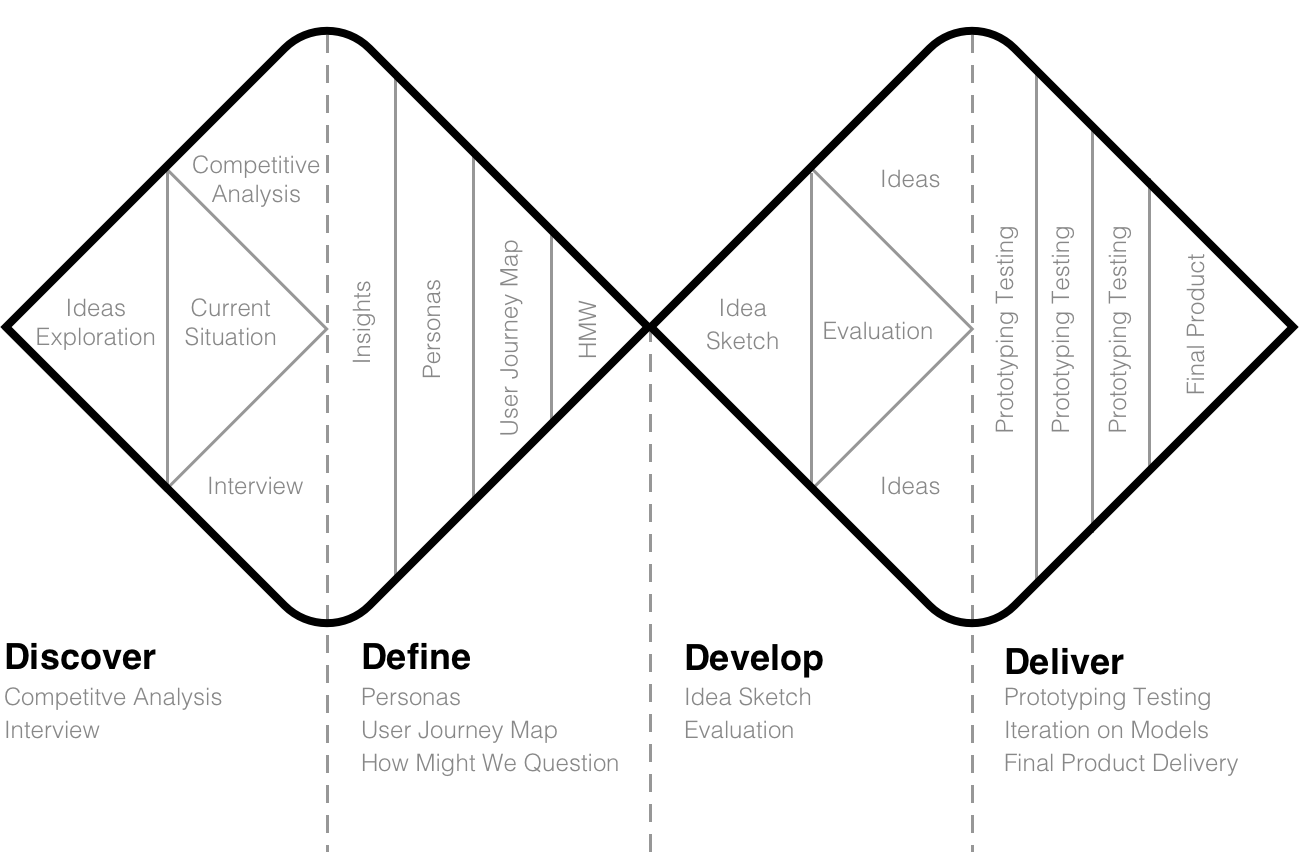 Competitive
Analysis
Ideas
Exploration
Current
Situation
Interview
Insights
Personas
User Journey Map
HMW
Idea
Sketch
Evaluation
Ideas
Ideas
Prototyping Testing
Prototyping Testing
Prototyping Testing
Final Product
Discover
Competitve Analysis
Interview
Define
Personas
User Journey Map
How Might We Question
Develop
Idea Sketch
Evaluation
Deliver
Prototyping Testing
Iteration on Models
Final Product Delivery